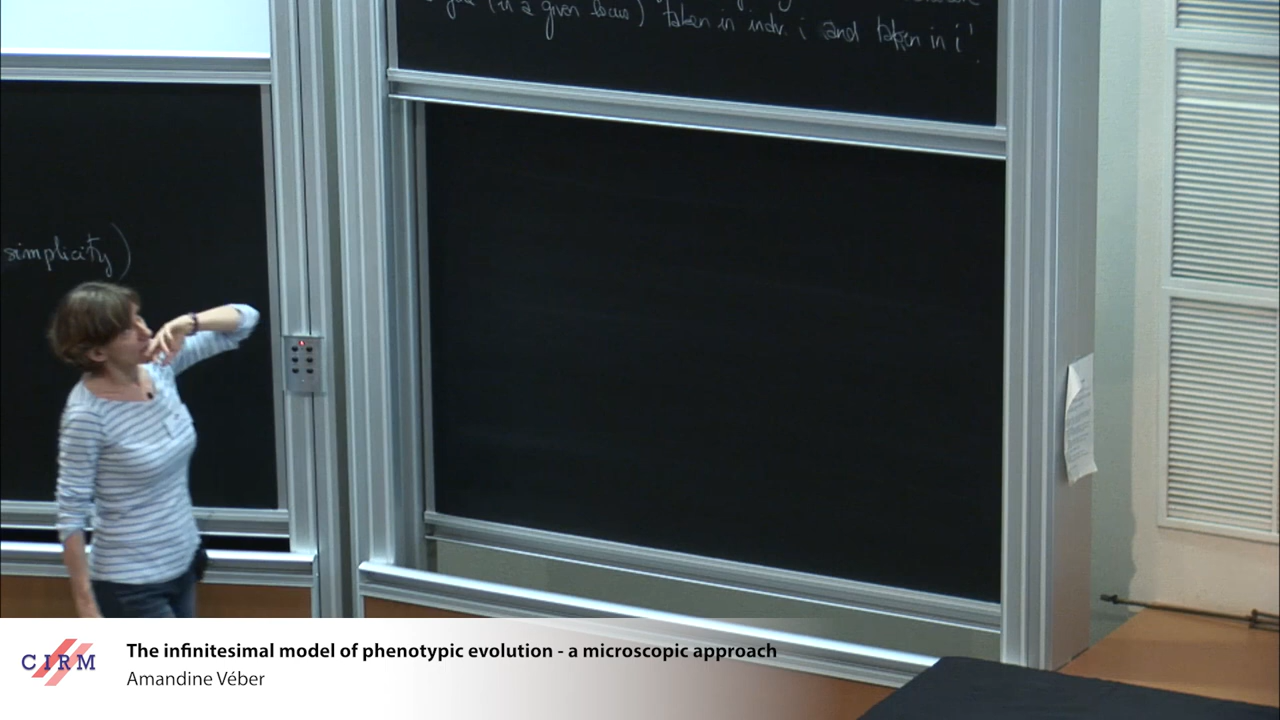 (in a given locus) taken in indiv. i and taken in i'
simplicity)
CIRM
The infinitesimal model of phenotypic evolution - a microscopic approach
Amandine Véber